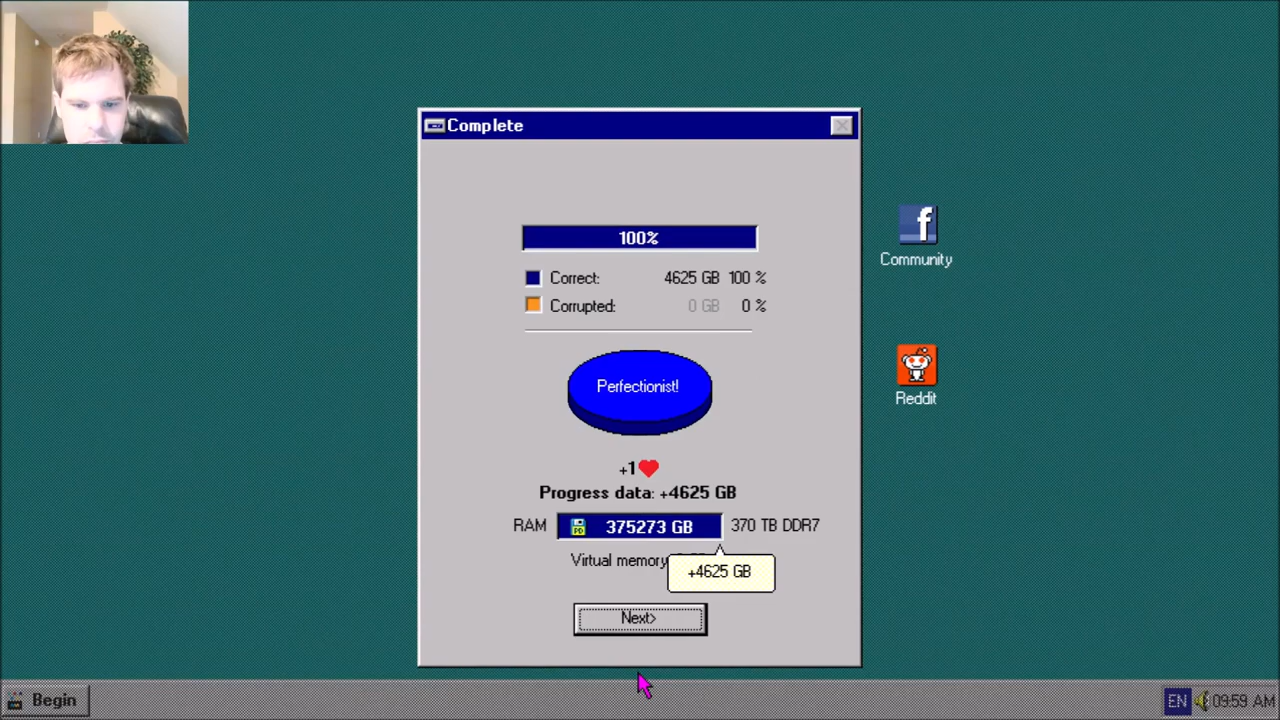 Complete
100%
Correct: 4625 GB 100 %
Corrupted: 0 GB 0 %
Perfectionist!
+1
Progress data: +4625 GB
RAM 375273 GB 370 TB DDR7
Virtual memory
+4625 GB
Next>
Community
Reddit
Begin
EN 09:59 AM